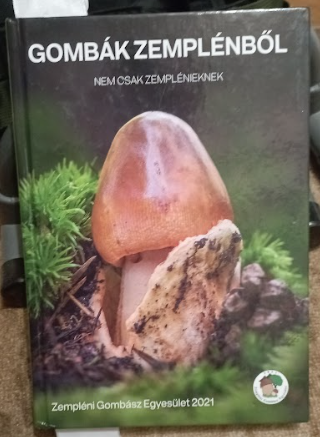 GOMBÁK ZEMPLÉNBŐL
NEM CSAK ZEMPLÉNIEKNEK
Zempléni Gombász Egyesület 2021